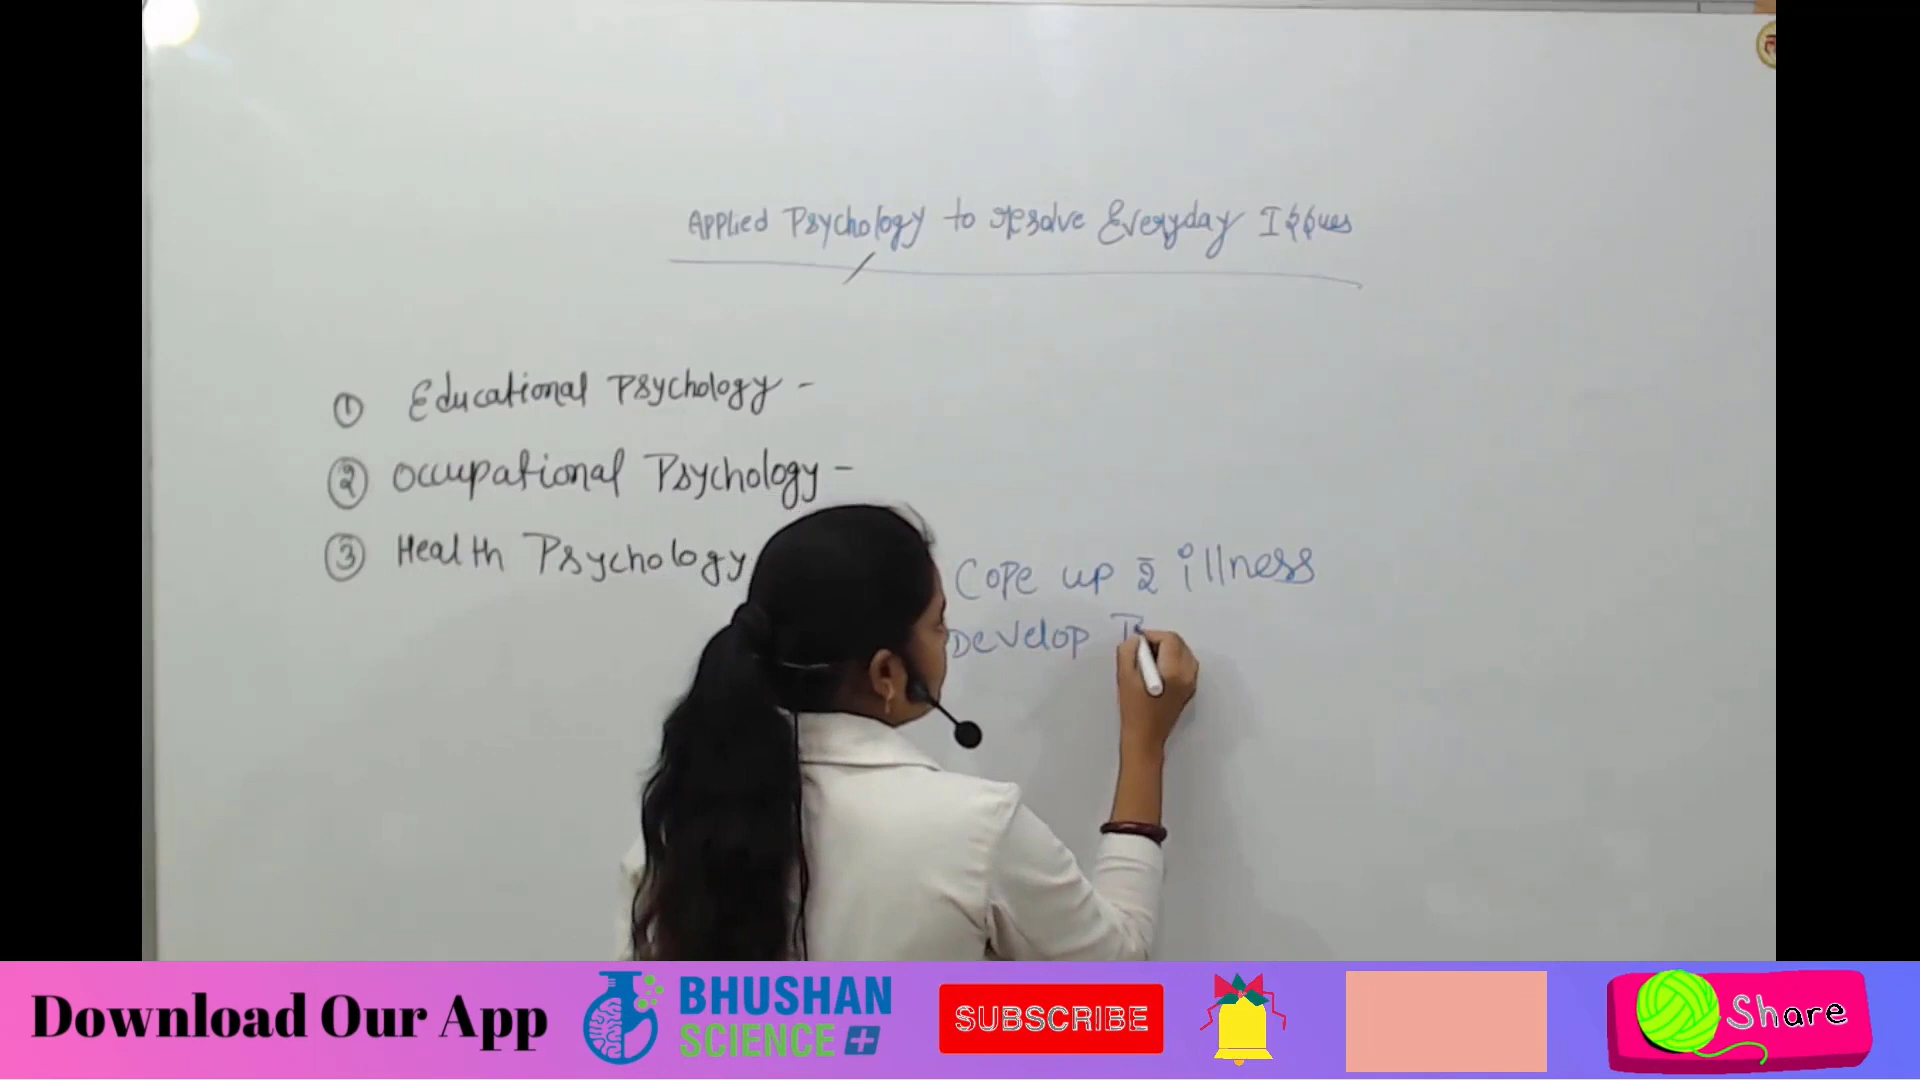 Applied Psychology to resolve Everyday Issues
① Educational Psychology -
② Occupational Psychology -
③ Health Psychology
Cope up c̄ illness
Develop
Download Our App
BHUSHAN
SCIENCE
SUBSCRIBE
Share